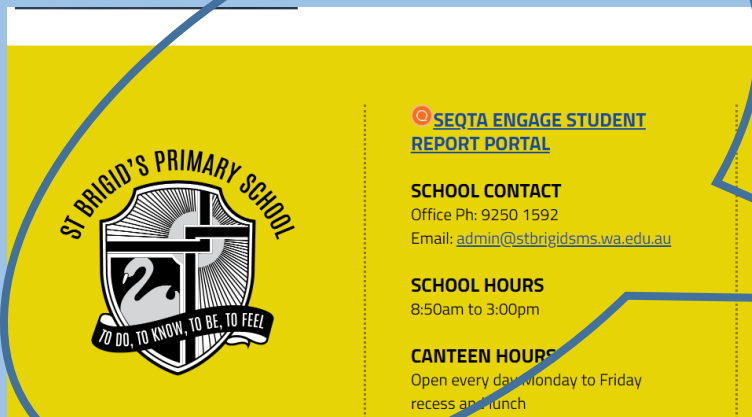 ST BRIGID'S PRIMARY SCHOOL
TO DO, TO KNOW, TO BE, TO FEEL
SEQTA ENGAGE STUDENT
REPORT PORTAL
SCHOOL CONTACT
Office Ph: 9250 1592
Email: admin@stbrigidsms.wa.edu.au
SCHOOL HOURS
8:50am to 3:00pm
CANTEEN HOURS
Open every day Monday to Friday
recess and lunch